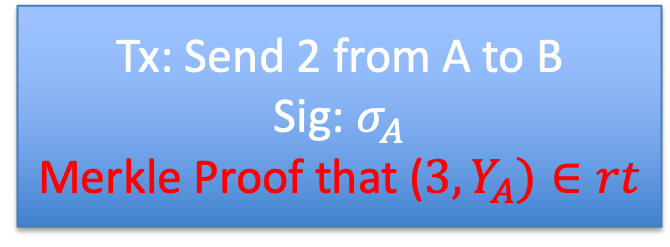 Tx: Send 2 from A to B
Sig: σ_A
Merkle Proof that (3, Y_A) ∈ rt